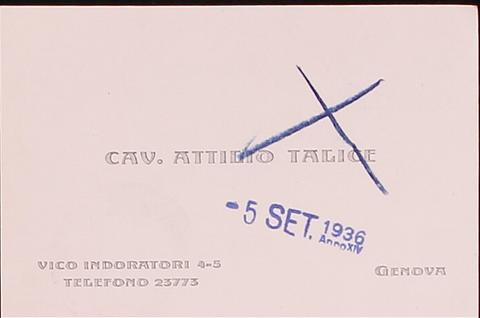 CAV. ATTILIO TALICE
-5 SET. 1936
Anno XIV
VICO INDORATORI 4-5
TELEFONO 23773
GENOVA